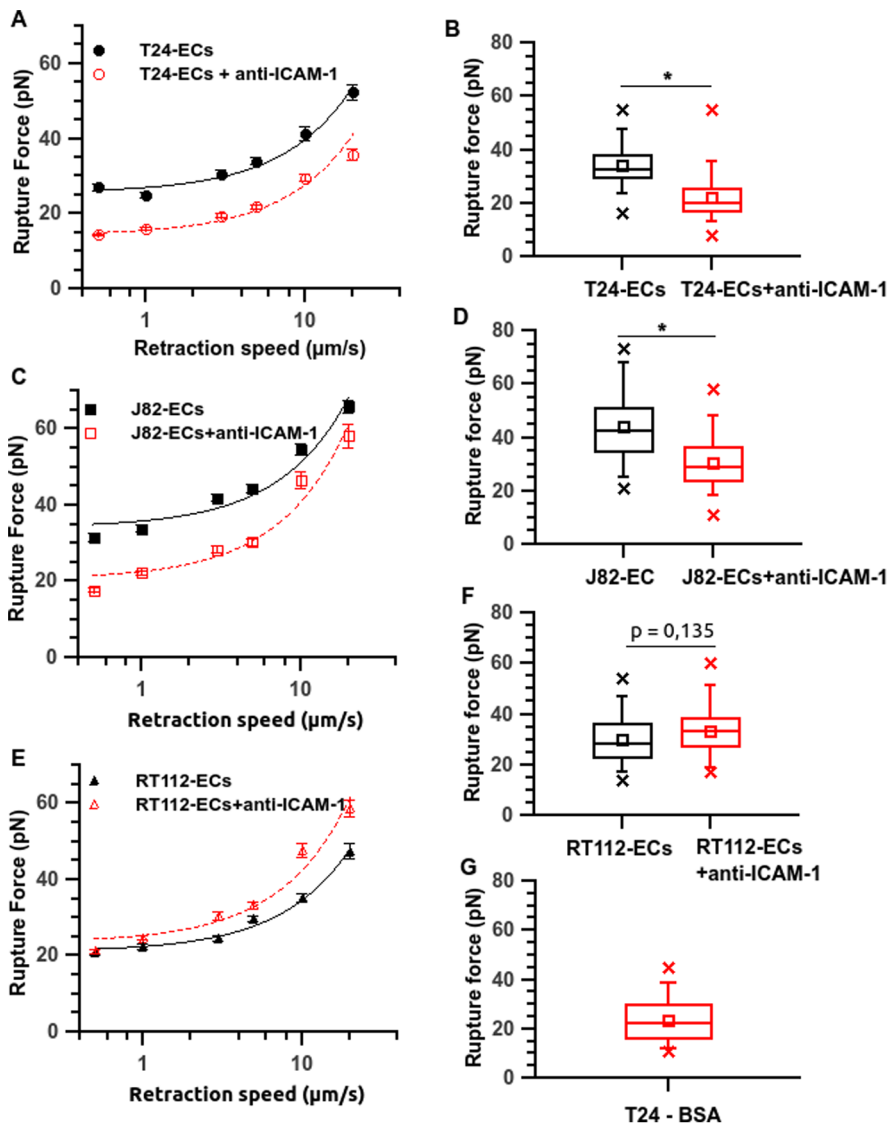 A
T24-ECs
T24-ECs + anti-ICAM-1
60
40
20
0
Rupture Force (pN)
1
10
Retraction speed (µm/s)
B
80
60
40
20
0
Rupture force (pN)
*
T24-ECs
T24-ECs+anti-ICAM-1
C
J82-ECs
J82-ECs+anti-ICAM-1
60
40
20
0
Rupture Force (pN)
1
10
Retraction speed (µm/s)
D
80
60
40
20
0
Rupture force (pN)
*
J82-EC
J82-ECs+anti-ICAM-1
E
RT112-ECs
RT112-ECs+anti-ICAM-1
60
40
20
0
Rupture Force (pN)
1
10
Retraction speed (µm/s)
F
80
60
40
20
0
Rupture force (pN)
p = 0,135
RT112-ECs
RT112-ECs
+anti-ICAM-1
G
80
60
40
20
0
Rupture force (pN)
T24 - BSA